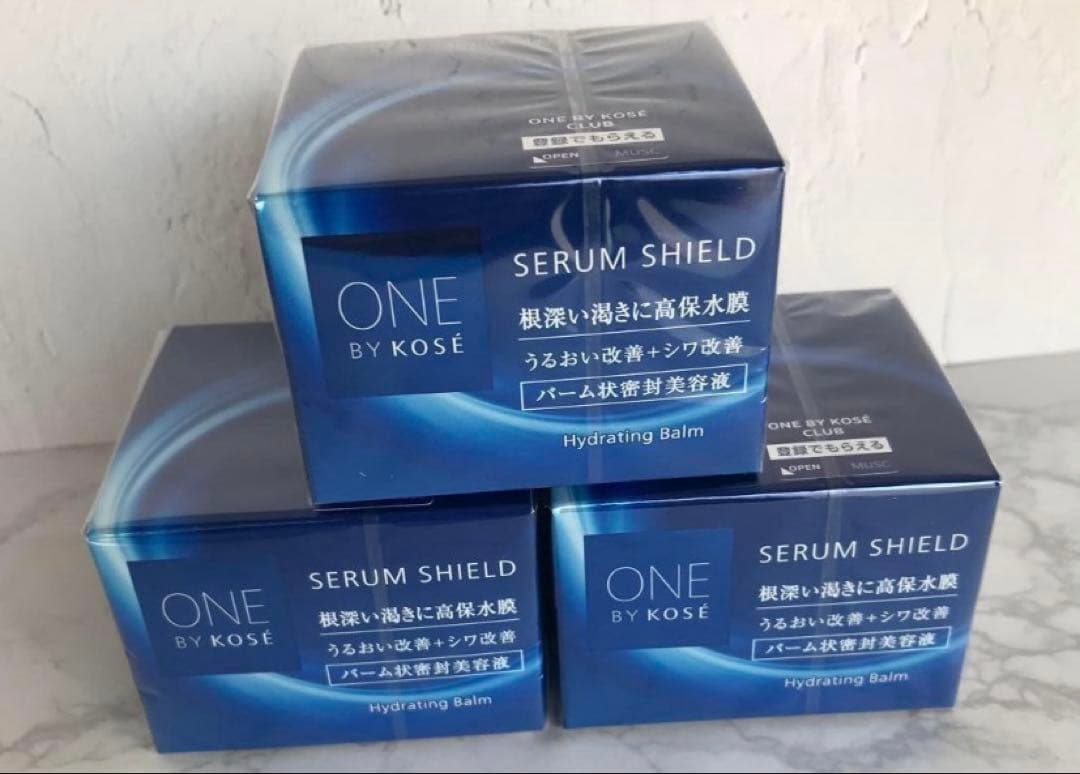 ONE BY KOSÉ
CLUB
登録でもらえる
OPEN MUSC
ONE
BY KOSÉ
SERUM SHIELD
根深い渇きに高保水膜
うるおい改善+シワ改善
バーム状密封美容液
Hydrating Balm
ONE
BY KOSÉ
SERUM SHIELD
根深い渇きに高保水膜
うるおい改善+シワ改善
バーム状密封美容液
Hydrating Balm
ONE BY KOSÉ
CLUB
登録でもらえる
OPEN MUSC
ONE
BY KOSÉ
SERUM SHIELD
根深い渇きに高保水膜
うるおい改善+シワ改善
バーム状密封美容液
Hydrating Balm